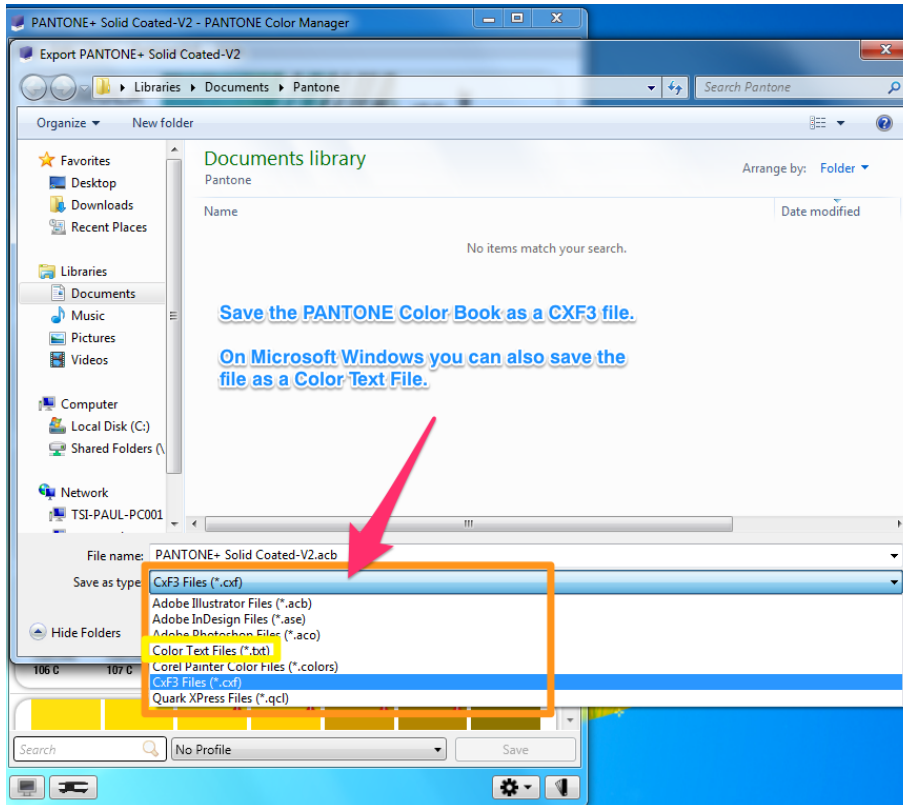 PANTONE+ Solid Coated-V2 - PANTONE Color Manager
Export PANTONE+ Solid Coated-V2
Libraries Documents Pantone
Search Pantone
Organize New folder
Favorites
Desktop
Downloads
Recent Places
Libraries
Documents
Music
Pictures
Videos
Computer
Local Disk (C:)
Shared Folders (\
Network
TSI-PAUL-PC001
Documents library
Pantone
Arrange by: Folder
Name Date modified
No items match your search.
Save the PANTONE Color Book as a CXF3 file.
On Microsoft Windows you can also save the
file as a Color Text File.
File name: PANTONE+ Solid Coated-V2.acb
Save as type: CxF3 Files (*.cxf)
Adobe Illustrator Files (*.acb)
Adobe InDesign Files (*.ase)
Adobe Photoshop Files (*.aco)
Color Text Files (*.txt)
Corel Painter Color Files (*.colors)
CxF3 Files (*.cxf)
Quark XPress Files (*.qcl)
Hide Folders
106 C 107 C
Search
No Profile
Save